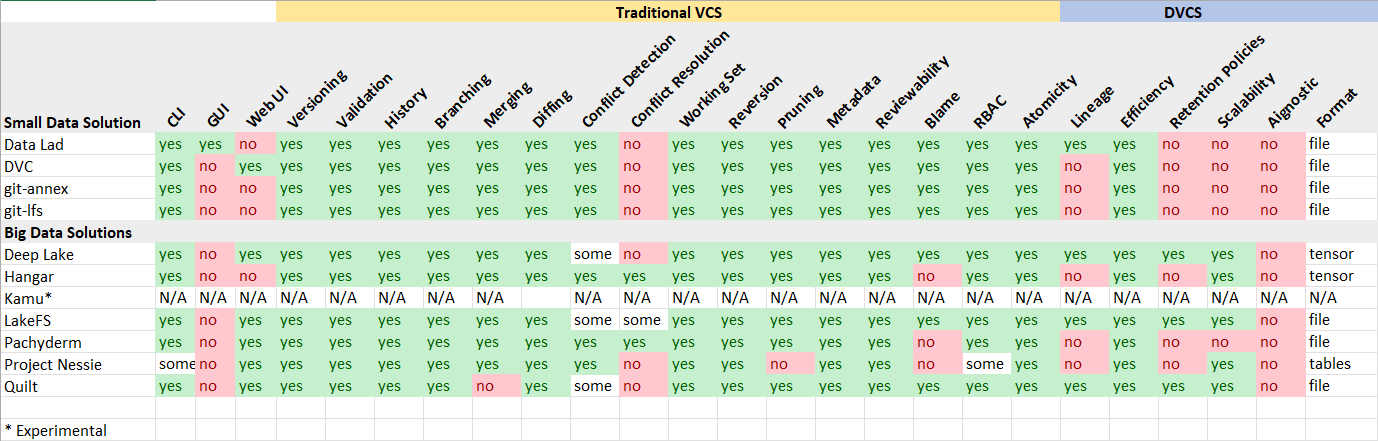 Traditional VCS DVCS
Small Data Solution CLI GUI Web UI Versioning Validation History Branching Merging Diffing Conflict Detection Conflict Resolution Working Set Reversion Pruning Metadata Reviewability Blame RBAC Atomicity Lineage Efficiency Retention Policies Scalability Aignostic Format
Data Lad yes yes no yes yes yes yes yes yes yes no yes yes yes yes yes yes yes yes yes yes no no no file
DVC yes no yes yes yes yes yes yes yes yes no yes yes yes yes yes yes yes yes no yes no no no file
git-annex yes no no yes yes yes yes yes yes yes no yes yes yes yes yes yes yes yes no yes no no no file
git-lfs yes no no yes yes yes yes yes yes yes no yes yes yes yes yes yes yes yes no yes no no no file
Big Data Solutions
Deep Lake yes no yes yes yes yes yes yes yes some no yes yes yes yes yes yes yes yes yes yes yes yes no tensor
Hangar yes no no yes yes yes yes yes yes yes yes yes yes yes yes yes no yes yes no yes no yes no tensor
Kamu* N/A N/A N/A N/A N/A N/A N/A N/A N/A N/A N/A N/A N/A N/A N/A N/A N/A N/A N/A N/A N/A N/A N/A N/A
LakeFS yes no yes yes yes yes yes yes yes some some yes yes yes yes yes yes yes yes yes yes yes yes no file
Pachyderm yes no yes yes yes yes yes yes yes yes yes yes yes yes yes yes no yes yes no yes no no no file
Project Nessie some no yes yes yes yes yes yes yes yes no yes yes no yes yes no some yes no yes no yes no tables
Quilt yes no yes yes yes yes yes no yes some no yes yes yes yes yes yes yes yes yes yes yes yes no file
* Experimental